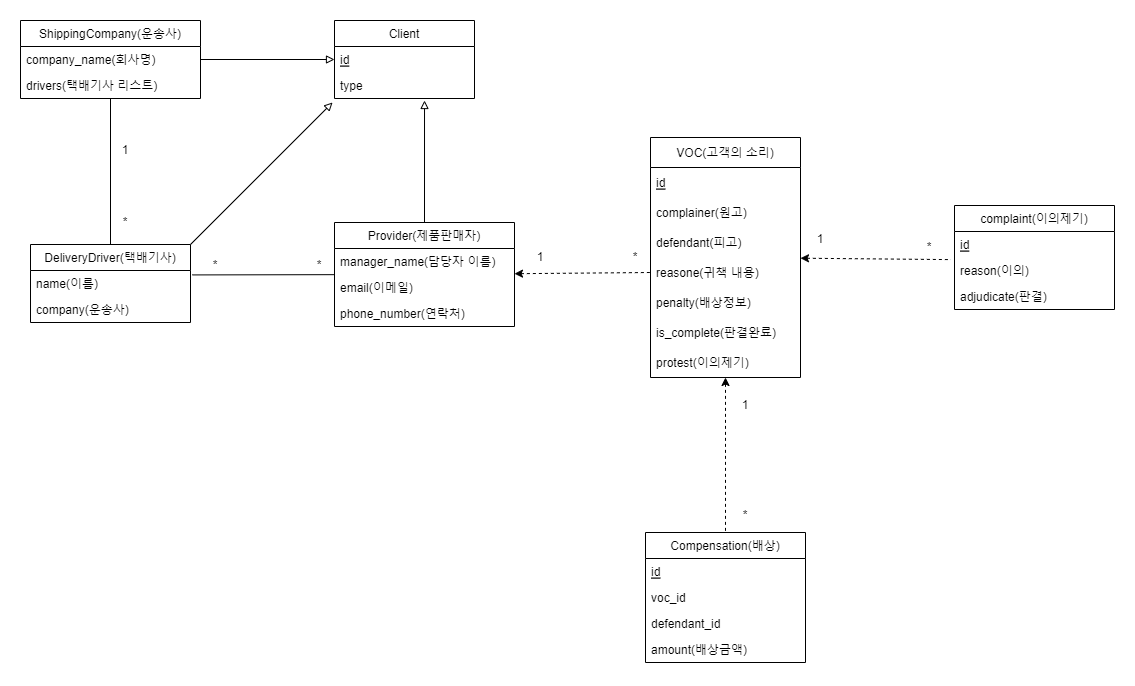 ShippingCompany(운송사)
company_name(회사명)
drivers(택배기사 리스트)
Client
id
type
1
*
DeliveryDriver(택배기사)
name(이름)
company(운송사)
*
*
Provider(제품판매자)
manager_name(담당자 이름)
email(이메일)
phone_number(연락처)
1
*
VOC(고객의 소리)
id
complainer(원고)
defendant(피고)
reasone(귀책 내용)
penalty(배상정보)
is_complete(판결완료)
protest(이의제기)
1
*
complaint(이의제기)
id
reason(이의)
adjudicate(판결)
1
*
Compensation(배상)
id
voc_id
defendant_id
amount(배상금액)